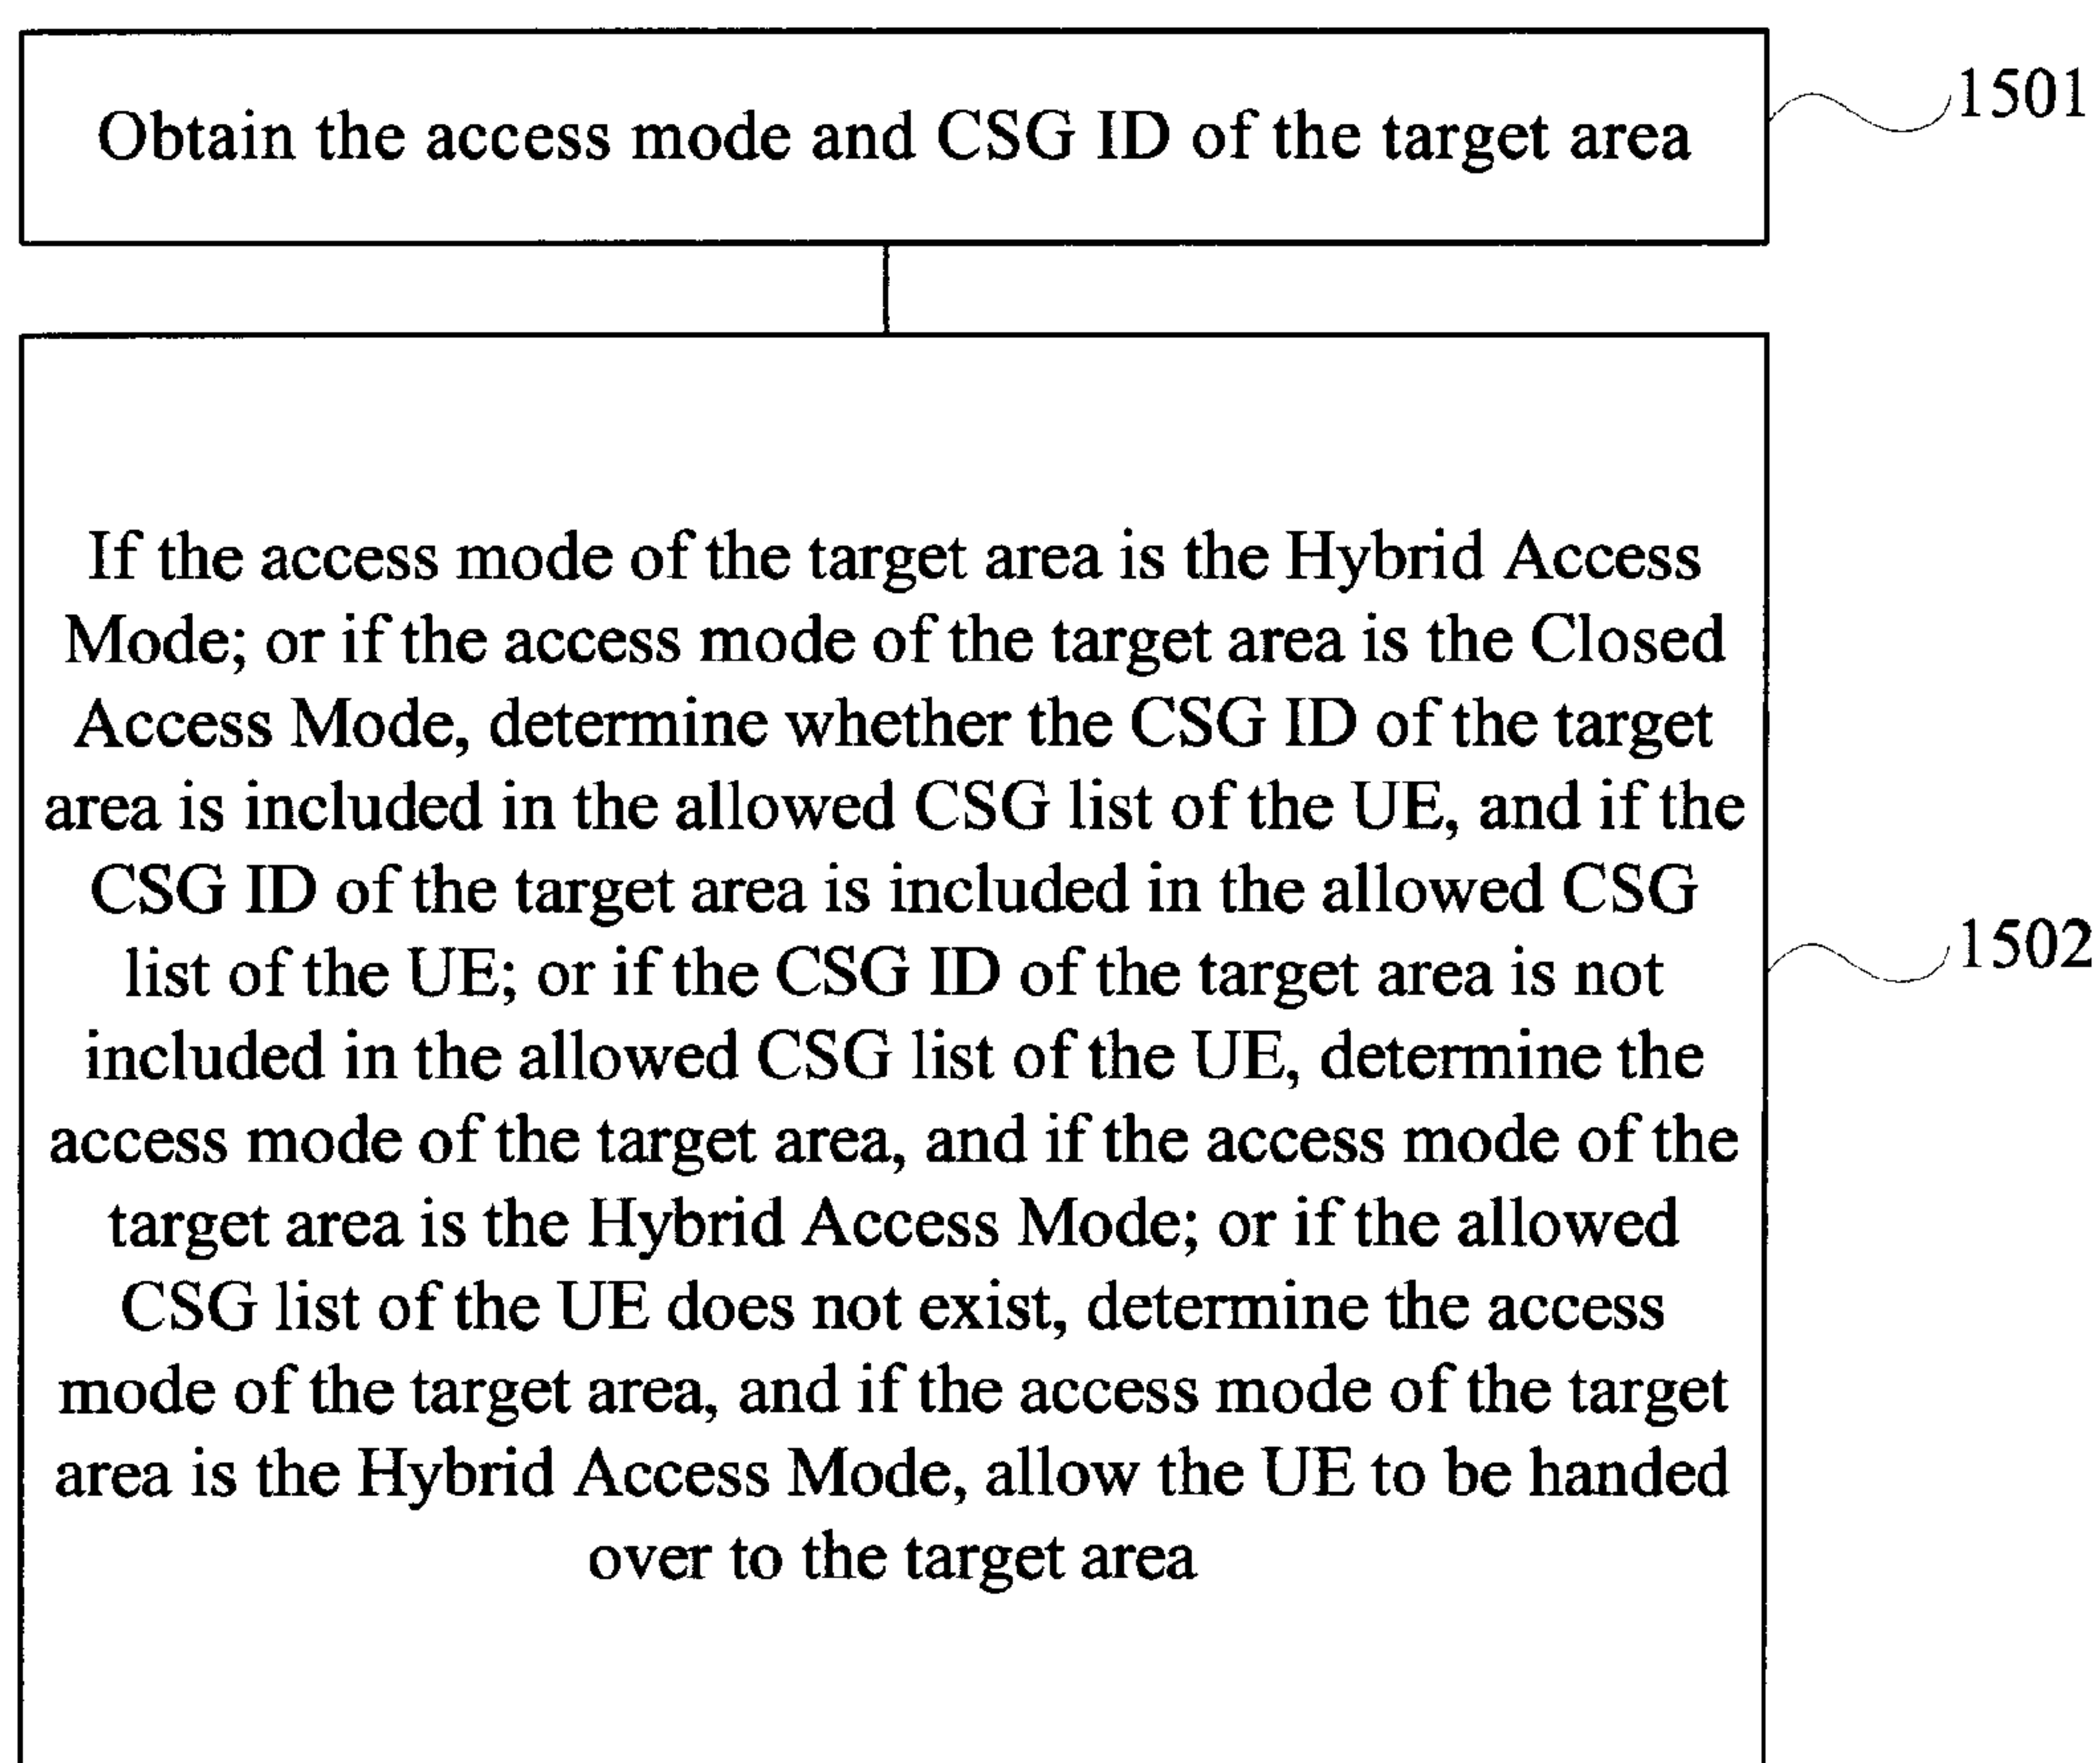 Obtain the access mode and CSG ID of the target area
1501
If the access mode of the target area is the Hybrid Access
Mode; or if the access mode of the target area is the Closed
Access Mode, determine whether the CSG ID of the target
area is included in the allowed CSG list of the UE, and if the
CSG ID of the target area is included in the allowed CSG
list of the UE; or if the CSG ID of the target area is not
included in the allowed CSG list of the UE, determine the
access mode of the target area, and if the access mode of the
target area is the Hybrid Access Mode; or if the allowed
CSG list of the UE does not exist, determine the access
mode of the target area, and if the access mode of the target
area is the Hybrid Access Mode, allow the UE to be handed
over to the target area
1502